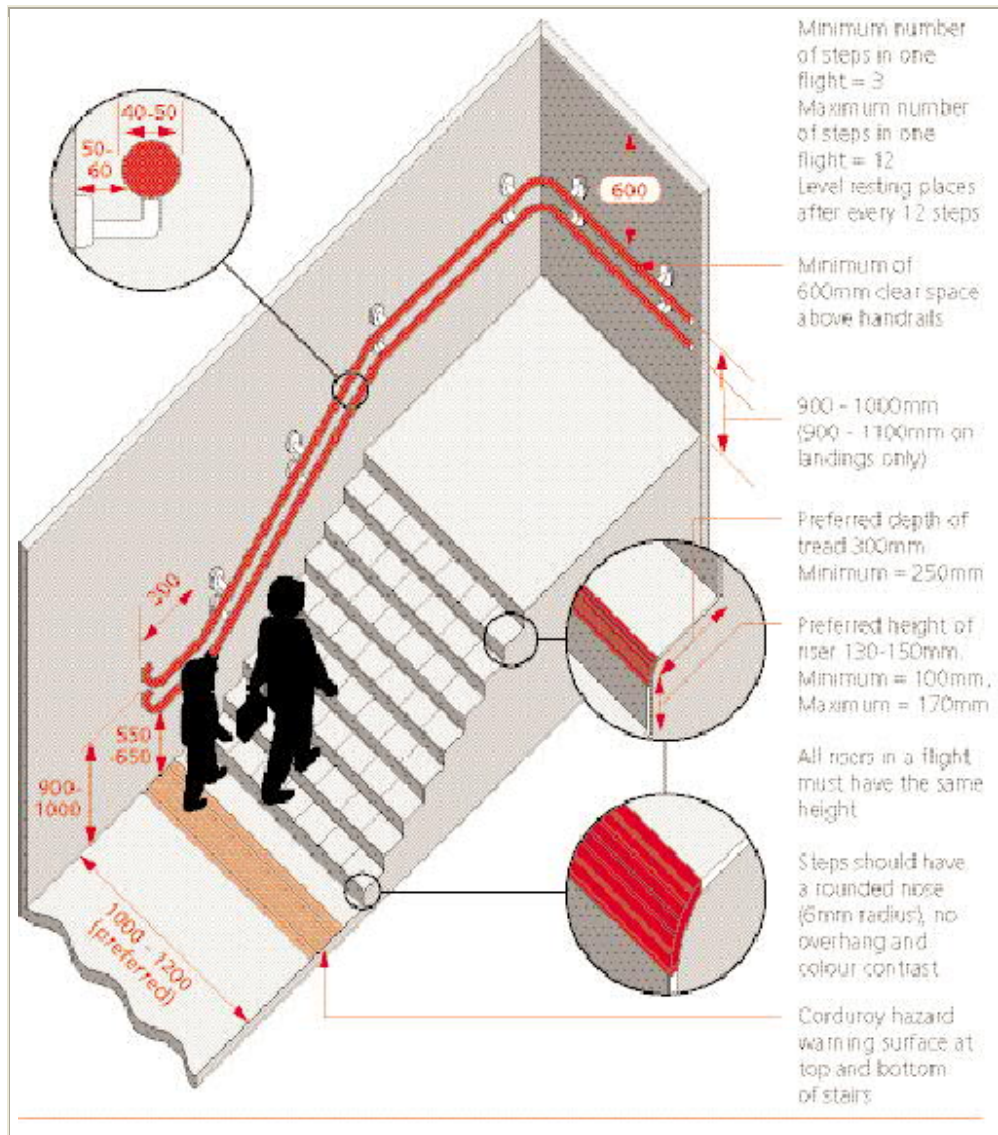 Minimum number
of steps in one
flight = 3
Maximum number
of steps in one
flight = 12
Level resting places
after every 12 steps
Minimum of
600mm clear space
above handrails
900 - 1000mm
(900 - 1100mm on
landings only)
Preferred depth of
tread 300mm
Minimum = 250mm
Preferred height of
riser 130-150mm.
Minimum = 100mm,
Maximum = 170mm
All risers in a flight
must have the same
height
Steps should have
a rounded nose
(6mm radius), no
overhang and
colour contrast
Corduroy hazard
warning surface at
top and bottom
of stairs
40-50
50-
60
600
300
550
-650
900-
1000
1000 - 1200
(preferred)